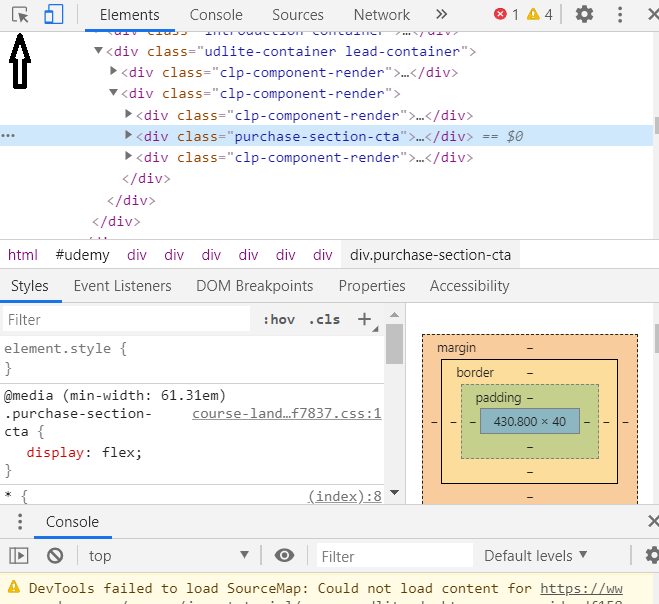 Elements Console Sources Network » 1 4
<div class="udlite-container lead-container">
<div class="clp-component-render">…</div>
<div class="clp-component-render">
<div class="clp-component-render">…</div>
… <div class="purchase-section-cta">…</div> == $0
<div class="clp-component-render">…</div>
</div>
</div>
</div>
html #udemy div div div div div div div.purchase-section-cta
Styles Event Listeners DOM Breakpoints Properties Accessibility
Filter :hov .cls +
element.style {
}
@media (min-width: 61.31em)
.purchase-section- course-land…f7837.css:1
cta {
display: flex;
}
* { (index):8
margin –
border –
padding –
– – – 430.800 × 40 – – –
–
–
–
Console
top Filter Default levels ▼
DevTools failed to load SourceMap: Could not load content for https://ww